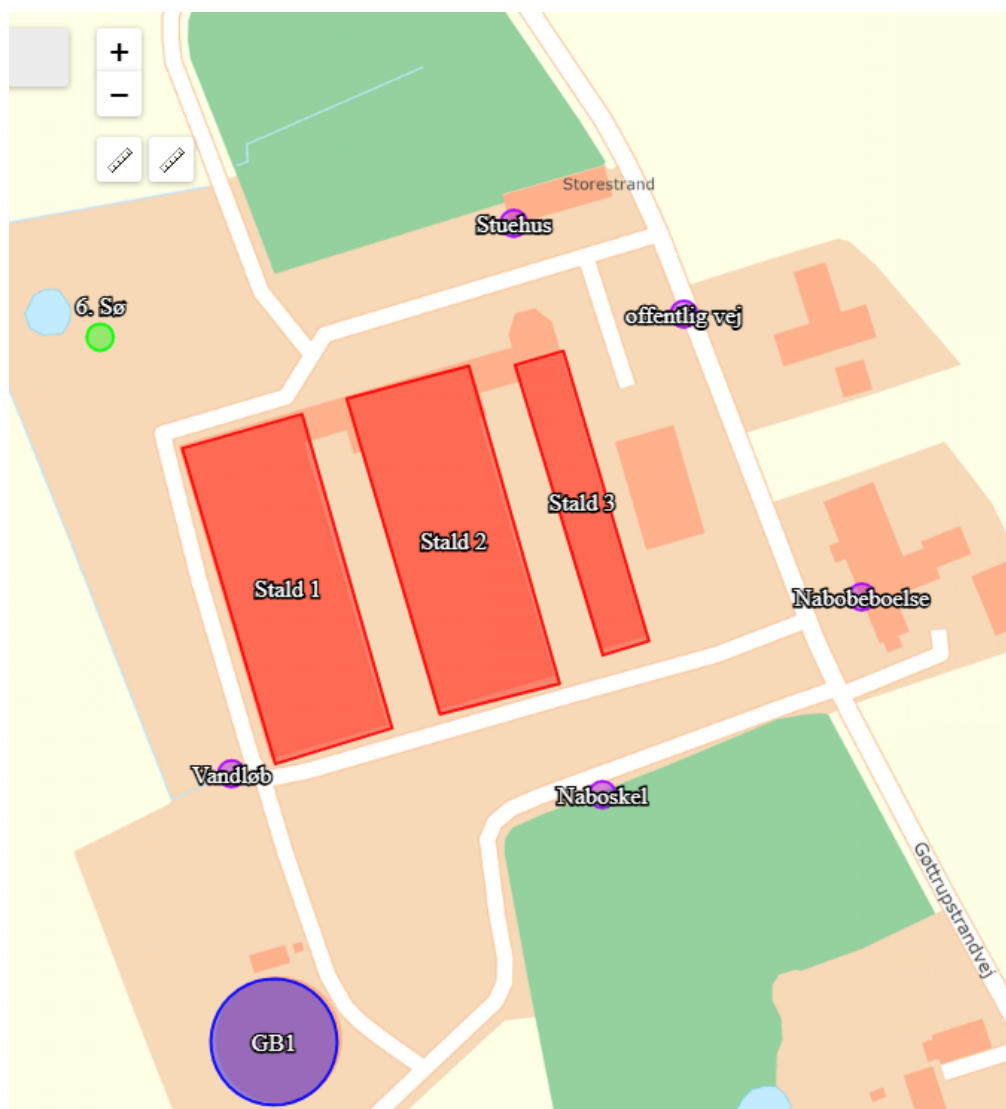 +
−
Storestrand
Stuehus
6. Sø
offentlig vej
Stald 3
Stald 2
Stald 1
Nabobeboelse
Vandløb
Naboskel
Gøttrupstrandvej
GB1